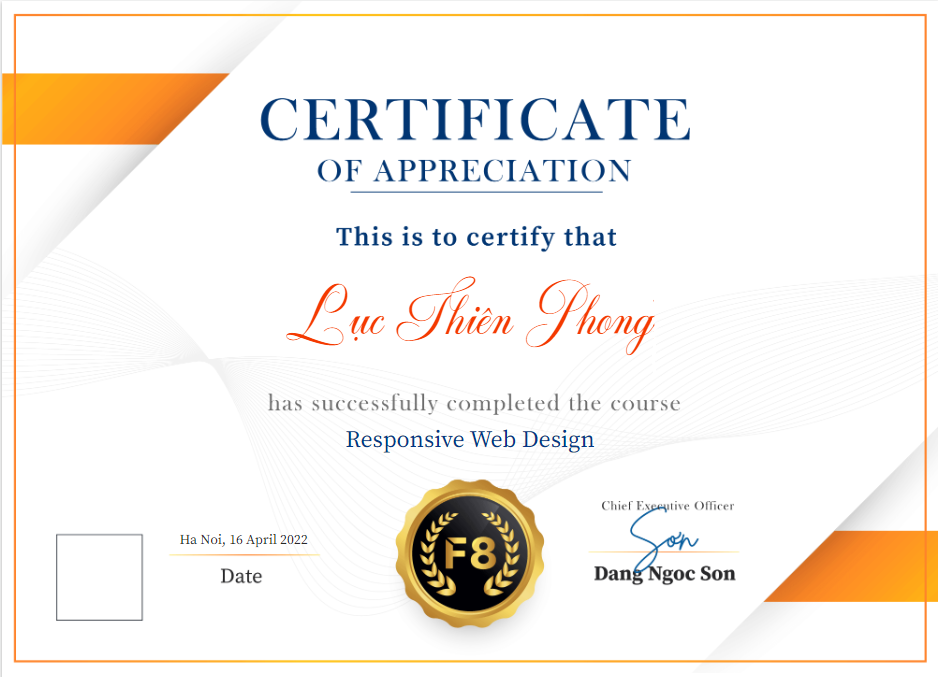 CERTIFICATE
OF APPRECIATION
This is to certify that
Lục Thiên Phong
has successfully completed the course
Responsive Web Design
Ha Noi, 16 April 2022
Date
F8
Chief Executive Officer
Son
Dang Ngoc Son